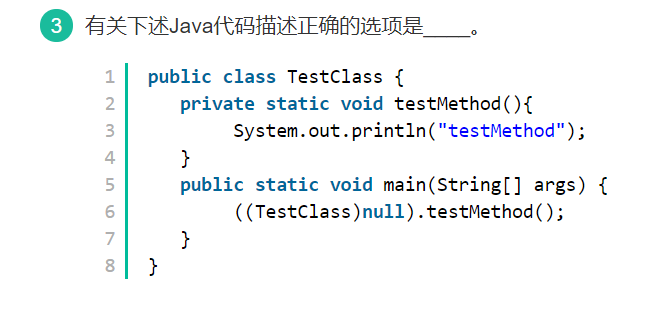 3 有关下述Java代码描述正确的选项是____。
1 public class TestClass {
2    private static void testMethod(){
3         System.out.println("testMethod");
4    }
5    public static void main(String[] args) {
6         ((TestClass)null).testMethod();
7    }
8 }